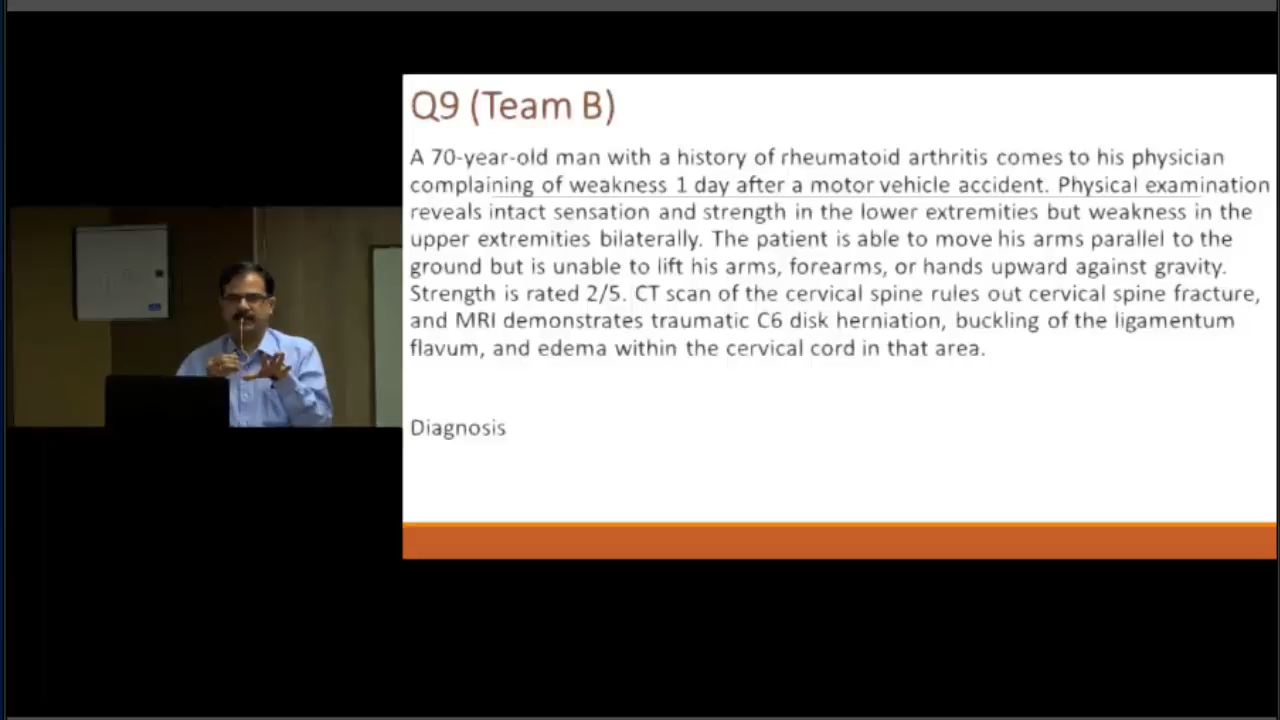 Q9 (Team B)
A 70-year-old man with a history of rheumatoid arthritis comes to his physician
complaining of weakness 1 day after a motor vehicle accident. Physical examination
reveals intact sensation and strength in the lower extremities but weakness in the
upper extremities bilaterally. The patient is able to move his arms parallel to the
ground but is unable to lift his arms, forearms, or hands upward against gravity.
Strength is rated 2/5. CT scan of the cervical spine rules out cervical spine fracture,
and MRI demonstrates traumatic C6 disk herniation, buckling of the ligamentum
flavum, and edema within the cervical cord in that area.
Diagnosis